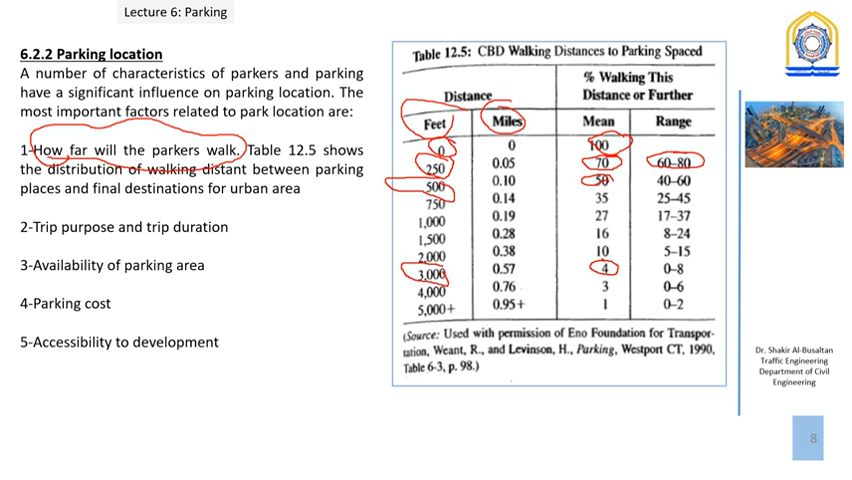 Lecture 6: Parking
6.2.2 Parking location
A number of characteristics of parkers and parking
have a significant influence on parking location. The
most important factors related to park location are:
1-How far will the parkers walk. Table 12.5 shows
the distribution of walking distant between parking
places and final destinations for urban area
2-Trip purpose and trip duration
3-Availability of parking area
4-Parking cost
5-Accessibility to development
Table 12.5: CBD Walking Distances to Parking Spaced
% Walking This
Distance Distance or Further
Feet Miles Mean Range
0 0 100
250 0.05 70 60–80
500 0.10 50 40–60
750 0.14 35 25–45
1,000 0.19 27 17–37
1,500 0.28 16 8–24
2,000 0.38 10 5–15
3,000 0.57 4 0–8
4,000 0.76 3 0–6
5,000+ 0.95+ 1 0–2
(Source: Used with permission of Eno Foundation for Transpor-
tation, Weant, R., and Levinson, H., Parking, Westport CT, 1990,
Table 6-3, p. 98.)
Dr. Shakir Al-Busaltan
Traffic Engineering
Department of Civil
Engineering
8